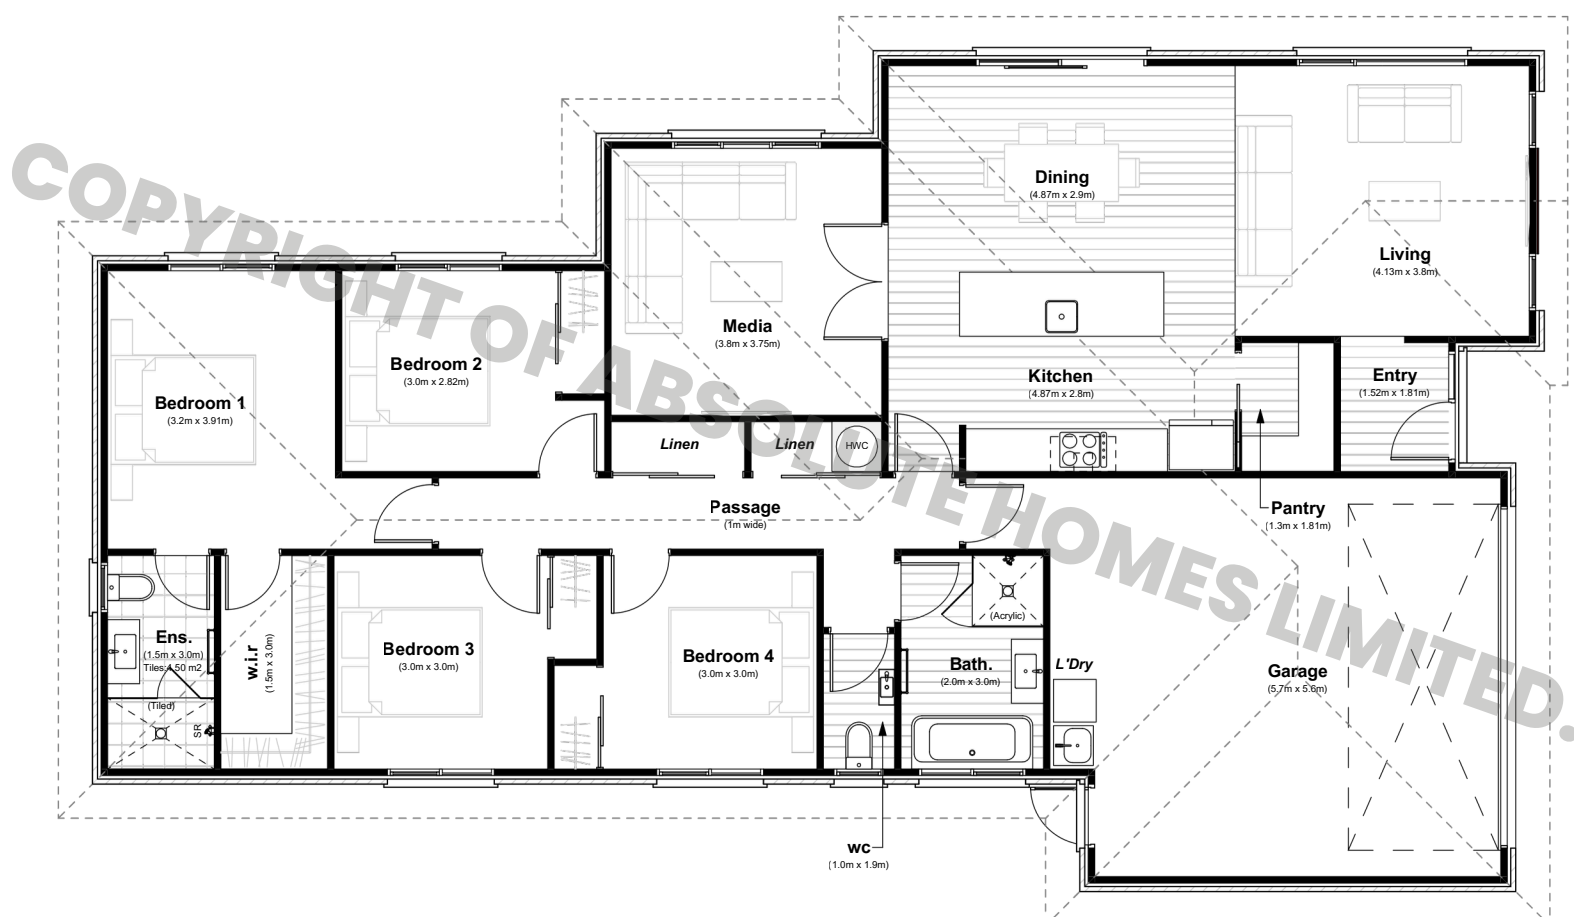 COPYRIGHT OF ABSOLUTE HOMES LIMITED.
Dining
(4.87m x 2.9m)
Living
(4.13m x 3.8m)
Media
(3.8m x 3.75m)
Bedroom 2
(3.0m x 2.82m)
Kitchen
(4.87m x 2.8m)
Entry
(1.52m x 1.81m)
Bedroom 1
(3.2m x 3.91m)
Linen
Linen
HWC
Passage
(1m wide)
Pantry
(1.3m x 1.81m)
Ens.
(1.5m x 3.0m)
Tiles:4.50 m2
(Tiled)
SR
w.i.r
(1.5m x 3.0m)
Bedroom 3
(3.0m x 3.0m)
Bedroom 4
(3.0m x 3.0m)
(Acrylic)
Bath.
(2.0m x 3.0m)
L'Dry
Garage
(5.7m x 5.6m)
wc
(1.0m x 1.9m)